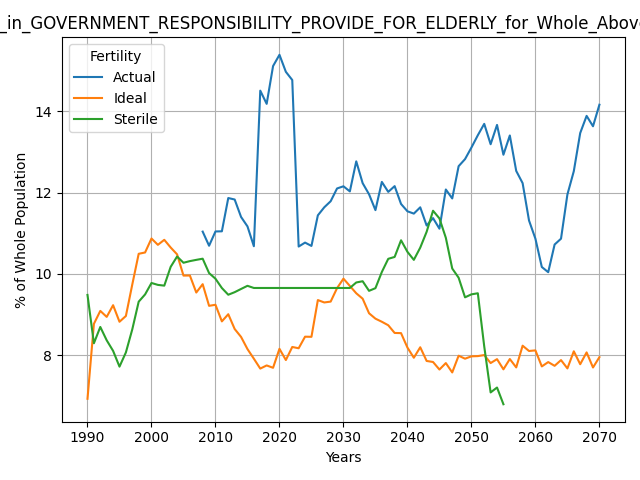 _in_GOVERNMENT_RESPONSIBILITY_PROVIDE_FOR_ELDERLY_for_Whole_Above
Fertility
Actual
Ideal
Sterile
% of Whole Population
14
12
10
8
1990 2000 2010 2020 2030 2040 2050 2060 2070
Years